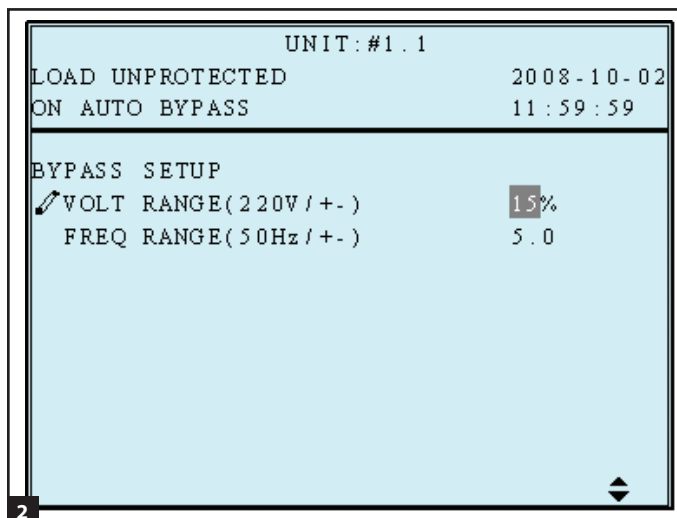 UNIT:#1.1
LOAD UNPROTECTED 2008-10-02
ON AUTO BYPASS 11:59:59
BYPASS SETUP
VOLT RANGE(220V/+-) 15%
FREQ RANGE(50Hz/+-) 5.0
2